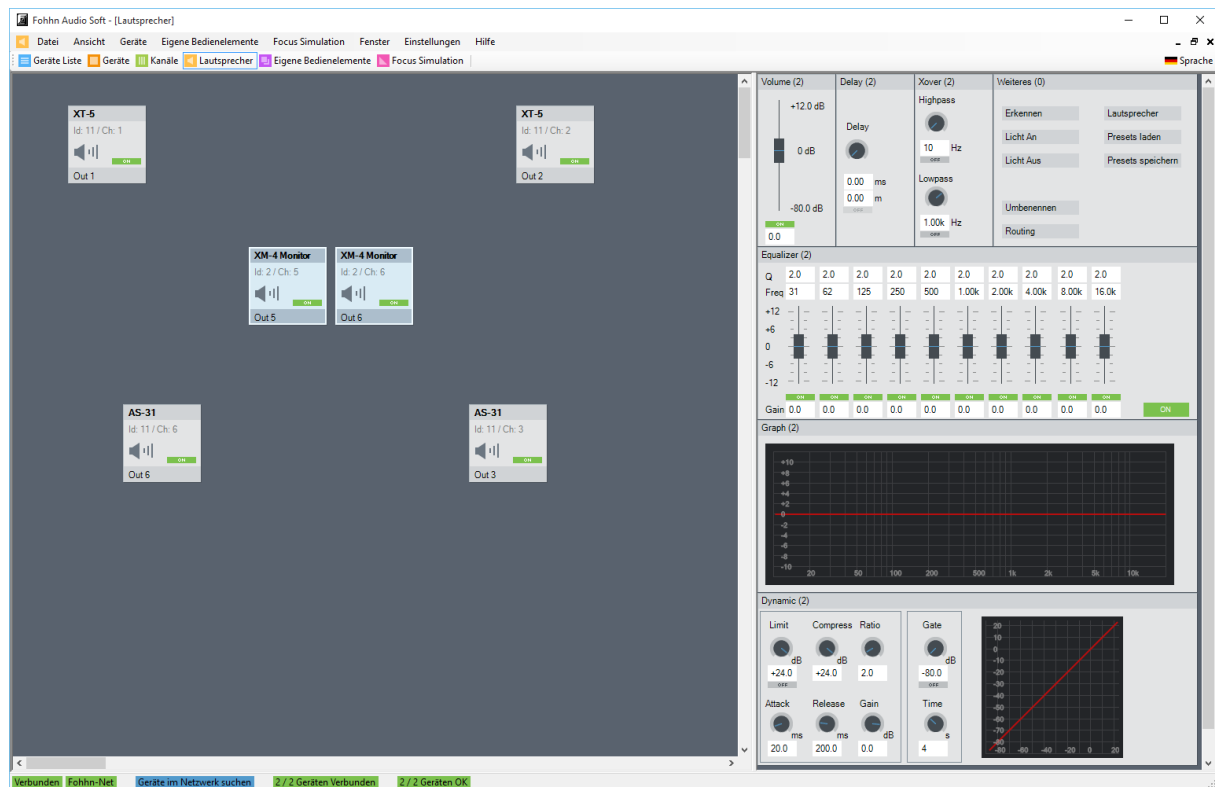 Fohhn Audio Soft - [Lautsprecher]
Datei Ansicht Geräte Eigene Bedienelemente Focus Simulation Fenster Einstellungen Hilfe
Geräte Liste Geräte Kanäle Lautsprecher Eigene Bedienelemente Focus Simulation Sprache
XT-5
Id: 11 / Ch: 1
ON
Out 1
XT-5
Id: 11 / Ch: 2
ON
Out 2
XM-4 Monitor
Id: 2 / Ch: 5
ON
Out 5
XM-4 Monitor
Id: 2 / Ch: 6
ON
Out 6
AS-31
Id: 11 / Ch: 6
ON
Out 6
AS-31
Id: 11 / Ch: 3
ON
Out 3
Volume (2)
+12.0 dB
0 dB
-80.0 dB
ON
0.0
Delay (2)
Delay
0.00 ms
0.00 m
OFF
Xover (2)
Highpass
10 Hz
OFF
Lowpass
1.00k Hz
OFF
Weiteres (0)
Erkennen Lautsprecher
Licht An Presets laden
Licht Aus Presets speichern
Umbenennen
Routing
Equalizer (2)
Q 2.0 2.0 2.0 2.0 2.0 2.0 2.0 2.0 2.0 2.0
Freq 31 62 125 250 500 1.00k 2.00k 4.00k 8.00k 16.0k
+12
+6
0
-6
-12
ON ON ON ON ON ON ON ON ON ON
Gain 0.0 0.0 0.0 0.0 0.0 0.0 0.0 0.0 0.0 0.0 ON
Graph (2)
+10
+8
+6
+4
+2
0
-2
-4
-6
-8
-10
20 50 100 200 500 1k 2k 5k 10k
Dynamic (2)
Limit Compress Ratio
dB dB
+24.0 +24.0 2.0
OFF
Attack Release Gain
ms ms dB
20.0 200.0 0.0
Gate
dB
-80.0
OFF
Time
s
4
20
10
0
-10
-20
-30
-40
-50
-60
-70
-80
-80 -60 -40 -20 0 20
Verbunden Fohhn-Net Geräte im Netzwerk suchen 2 / 2 Geräten Verbunden 2 / 2 Geräten OK